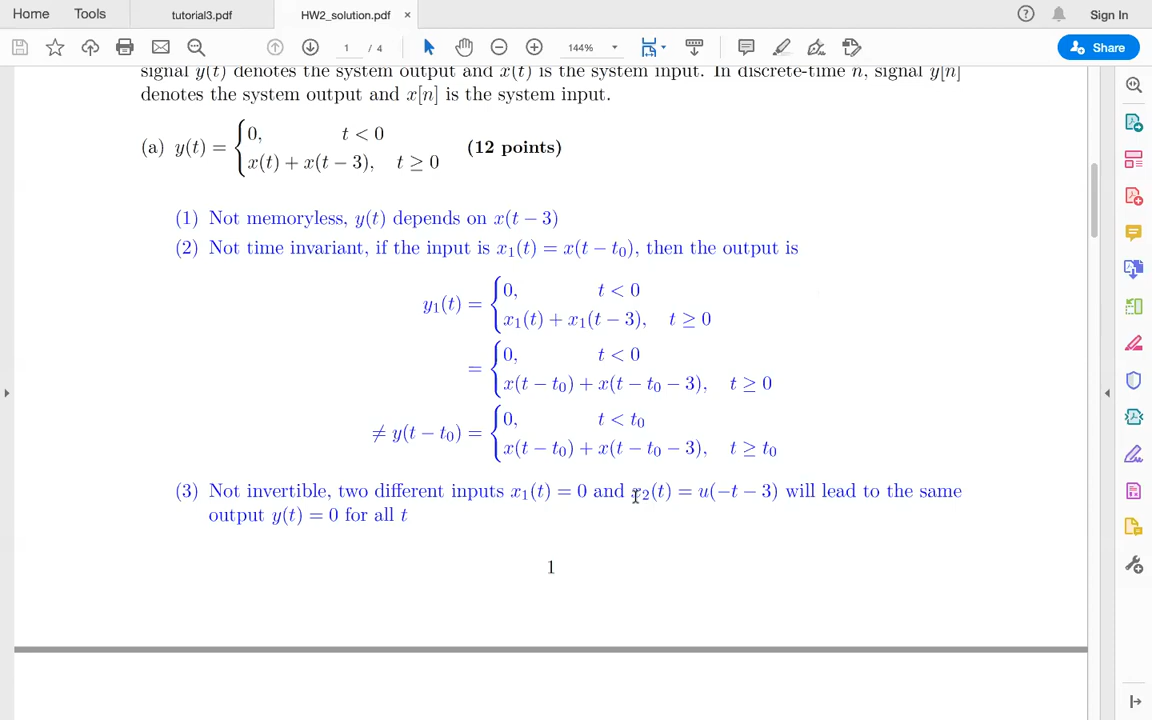 Home Tools tutorial3.pdf HW2_solution.pdf × Sign In
1 / 4 144% Share
signal y(t) denotes the system output and x(t) is the system input. In discrete-time n, signal y[n]
denotes the system output and x[n] is the system input.
(a) y(t) = {0, t < 0
x(t) + x(t − 3), t ≥ 0 (12 points)
(1) Not memoryless, y(t) depends on x(t − 3)
(2) Not time invariant, if the input is x₁(t) = x(t − t₀), then the output is
y₁(t) = {0, t < 0
x₁(t) + x₁(t − 3), t ≥ 0
= {0, t < 0
x(t − t₀) + x(t − t₀ − 3), t ≥ 0
≠ y(t − t₀) = {0, t < t₀
x(t − t₀) + x(t − t₀ − 3), t ≥ t₀
(3) Not invertible, two different inputs x₁(t) = 0 and x₂(t) = u(−t − 3) will lead to the same
output y(t) = 0 for all t
1